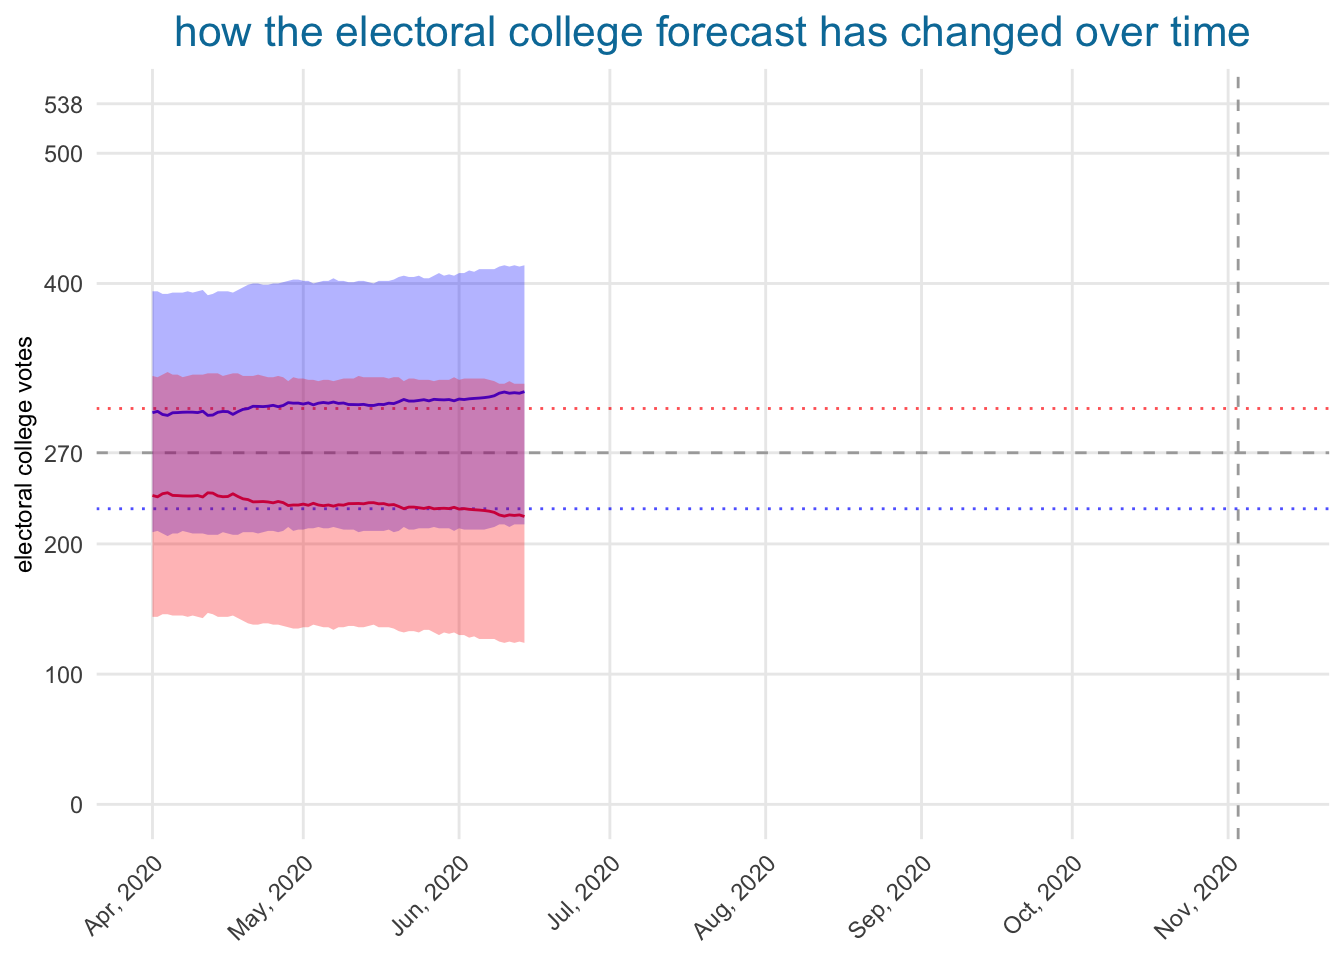 how the electoral college forecast has changed over time
538
500
400
270
200
100
0
electoral college votes
Apr, 2020
May, 2020
Jun, 2020
Jul, 2020
Aug, 2020
Sep, 2020
Oct, 2020
Nov, 2020